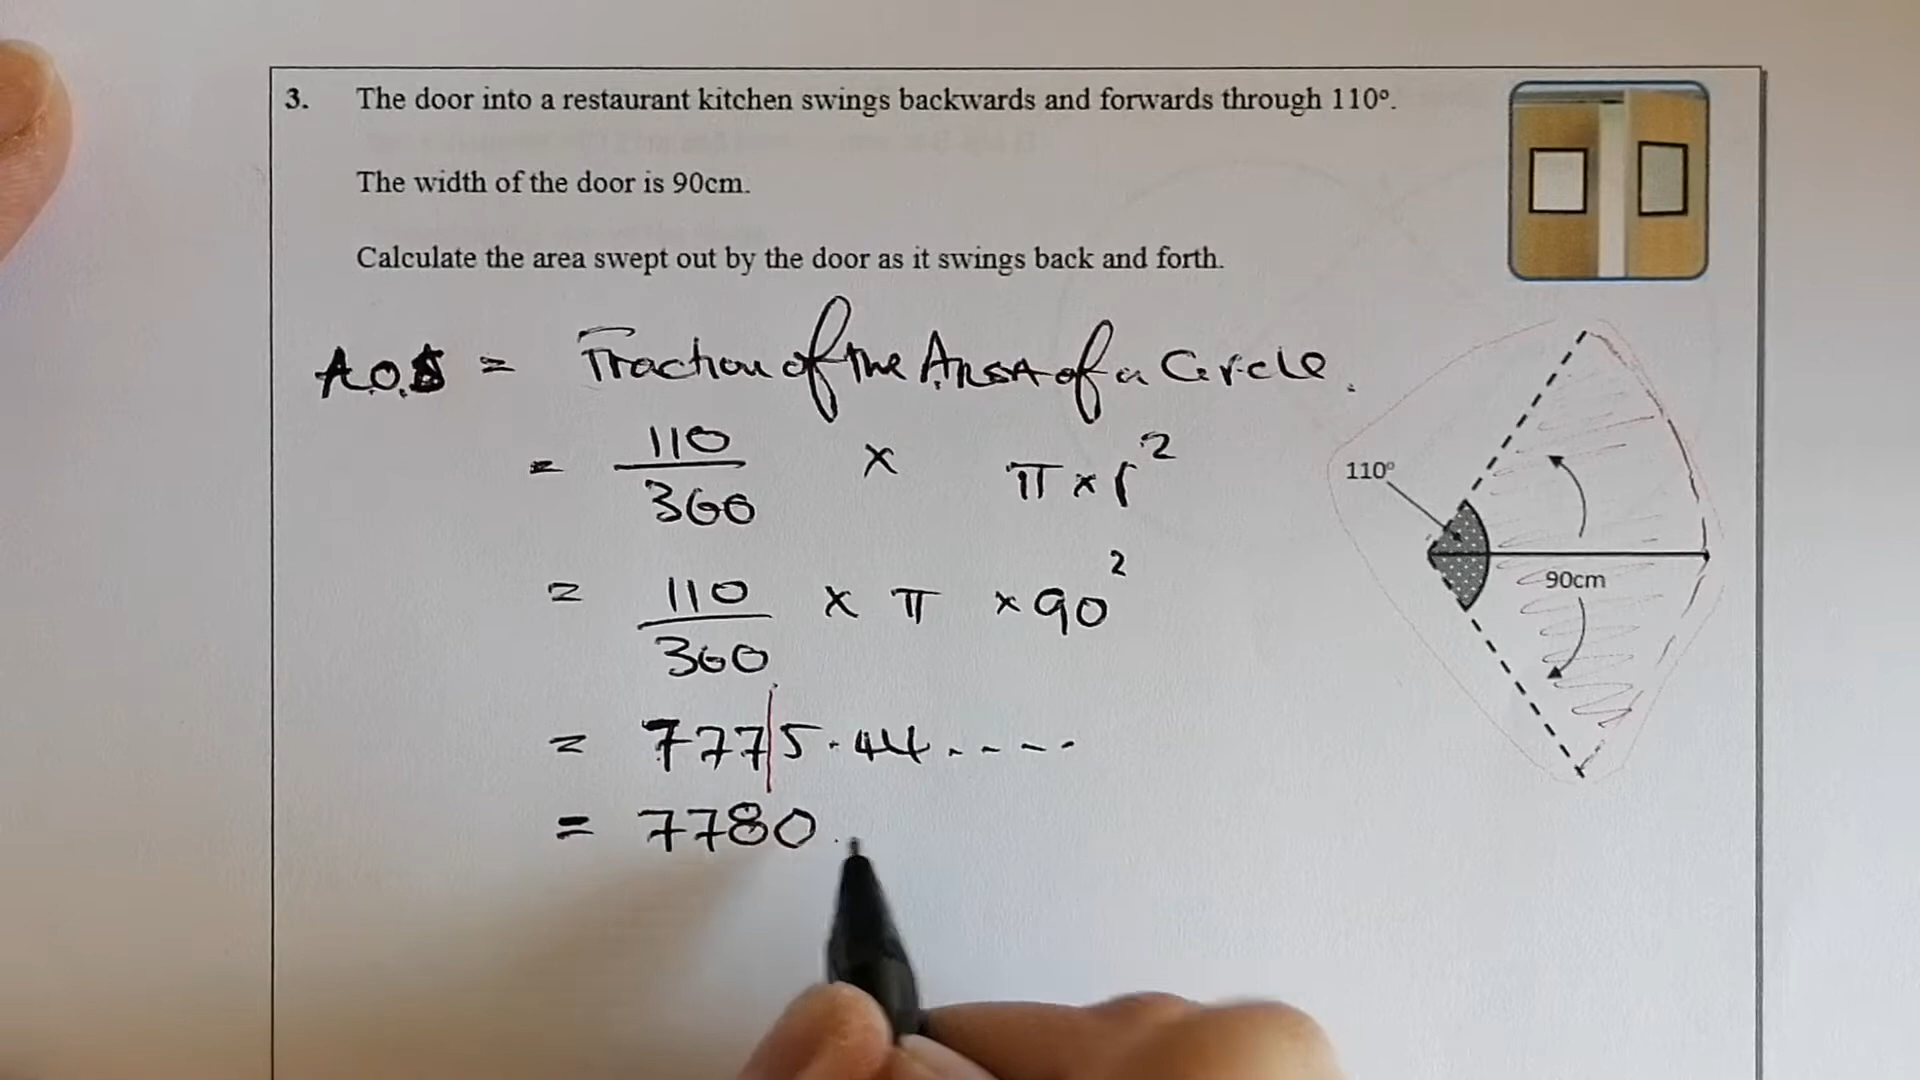 3. The door into a restaurant kitchen swings backwards and forwards through 110°.
The width of the door is 90cm.
Calculate the area swept out by the door as it swings back and forth.
A.O.S = Fraction of the Area of a Circle.
= 110/360 × π × r²
110°
= 110/360 × π × 90²
90cm
= 777|5.44....
= 7780